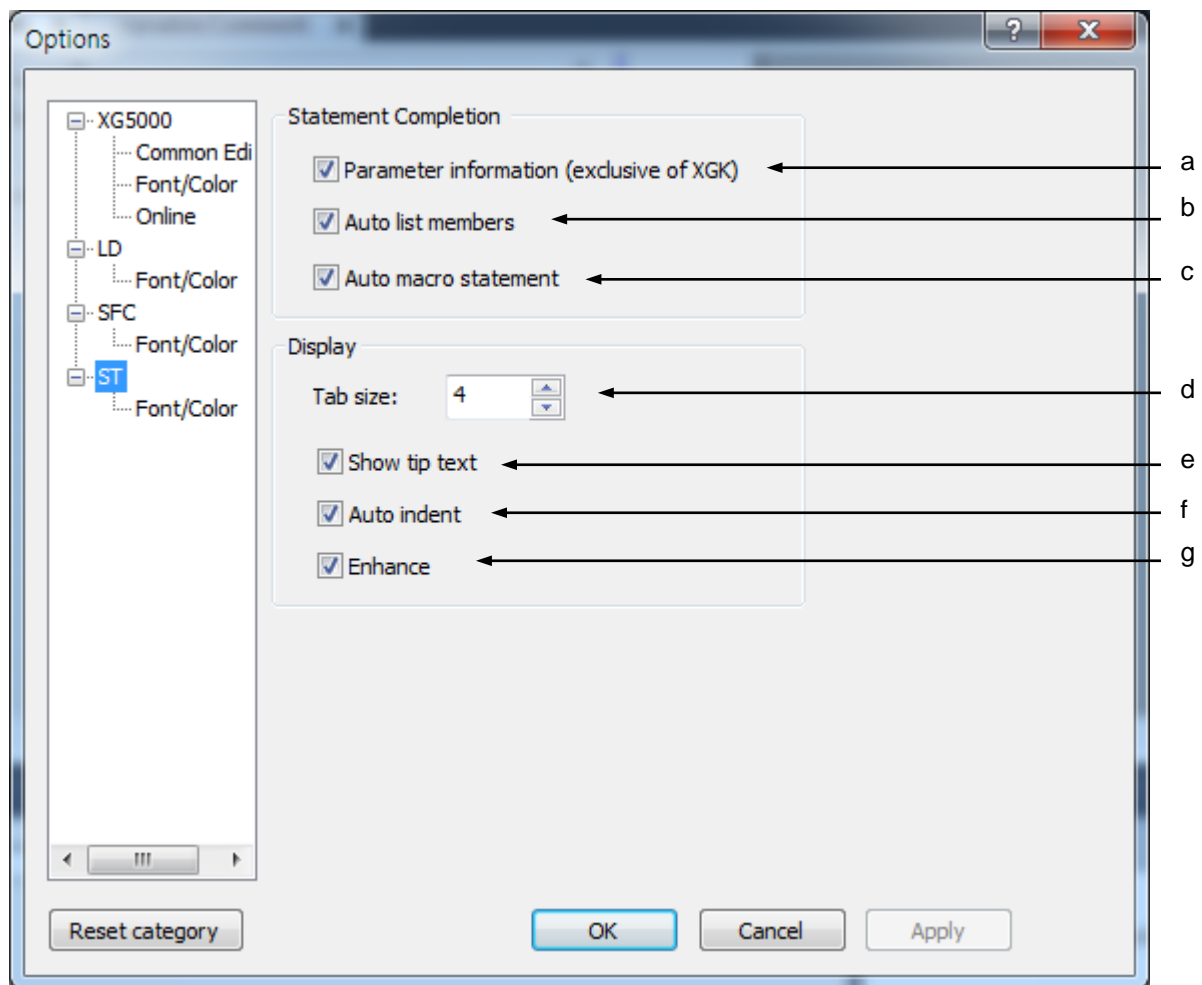 Options
XG5000
Common Edi
Font/Color
Online
LD
Font/Color
SFC
Font/Color
ST
Font/Color
Statement Completion
Parameter information (exclusive of XGK)
a
Auto list members
b
Auto macro statement
c
Display
Tab size:
4
d
Show tip text
e
Auto indent
f
Enhance
g
Reset category
OK
Cancel
Apply